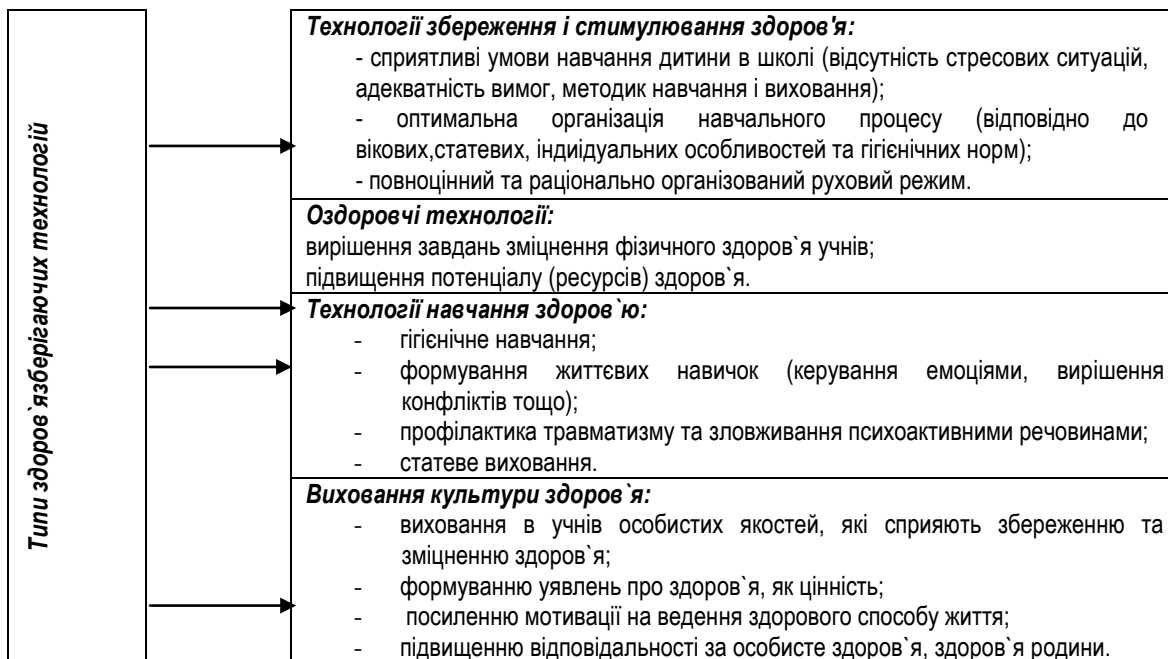 Типи здоров`язберігаючих технологій
Технології збереження і стимулювання здоров'я:
- сприятливі умови навчання дитини в школі (відсутність стресових ситуацій,
адекватність вимог, методик навчання і виховання);
- оптимальна організація навчального процесу (відповідно до
вікових,статевих, індиідуальних особливостей та гігієнічних норм);
- повноцінний та раціонально організований руховий режим.
Оздоровчі технології:
вирішення завдань зміцнення фізичного здоров`я учнів;
підвищення потенціалу (ресурсів) здоров`я.
Технології навчання здоров`ю:
- гігієнічне навчання;
- формування життєвих навичок (керування емоціями, вирішення
конфліктів тощо);
- профілактика травматизму та зловживання психоактивними речовинами;
- статеве виховання.
Виховання культури здоров`я:
- виховання в учнів особистих якостей, які сприяють збереженню та
зміцненню здоров`я;
- формуванню уявлень про здоров`я, як цінність;
- посиленню мотивації на ведення здорового способу життя;
- підвищенню відповідальності за особисте здоров`я, здоров`я родини.